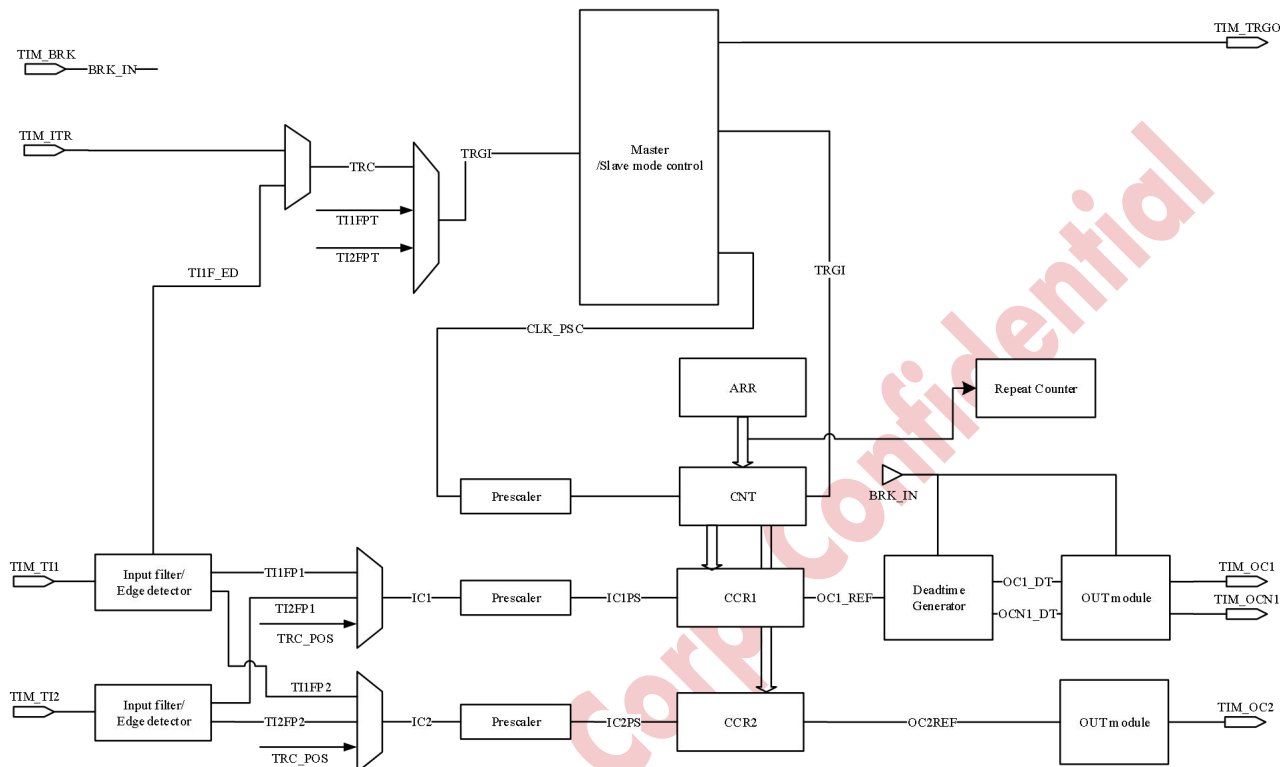 TIM_TRGO
TIM_BRK
BRK_IN
TIM_ITR
TRC
TRGI
Master
/Slave mode control
TI1FPT
TI2FPT
TI1F_ED
TRGI
CLK_PSC
ARR
Repeat Counter
Prescaler
CNT
BRK_IN
TIM_TI1
Input filter/
Edge detector
TI1FP1
TI2FP1
TRC_POS
IC1
Prescaler
IC1PS
CCR1
OC1_REF
Deadtime
Generator
OC1_DT
OCN1_DT
OUT module
TIM_OC1
TIM_OCN1
TIM_TI2
Input filter/
Edge detector
TI1FP2
TI2FP2
TRC_POS
IC2
Prescaler
IC2PS
CCR2
OC2REF
OUT module
TIM_OC2
Corp Confidential